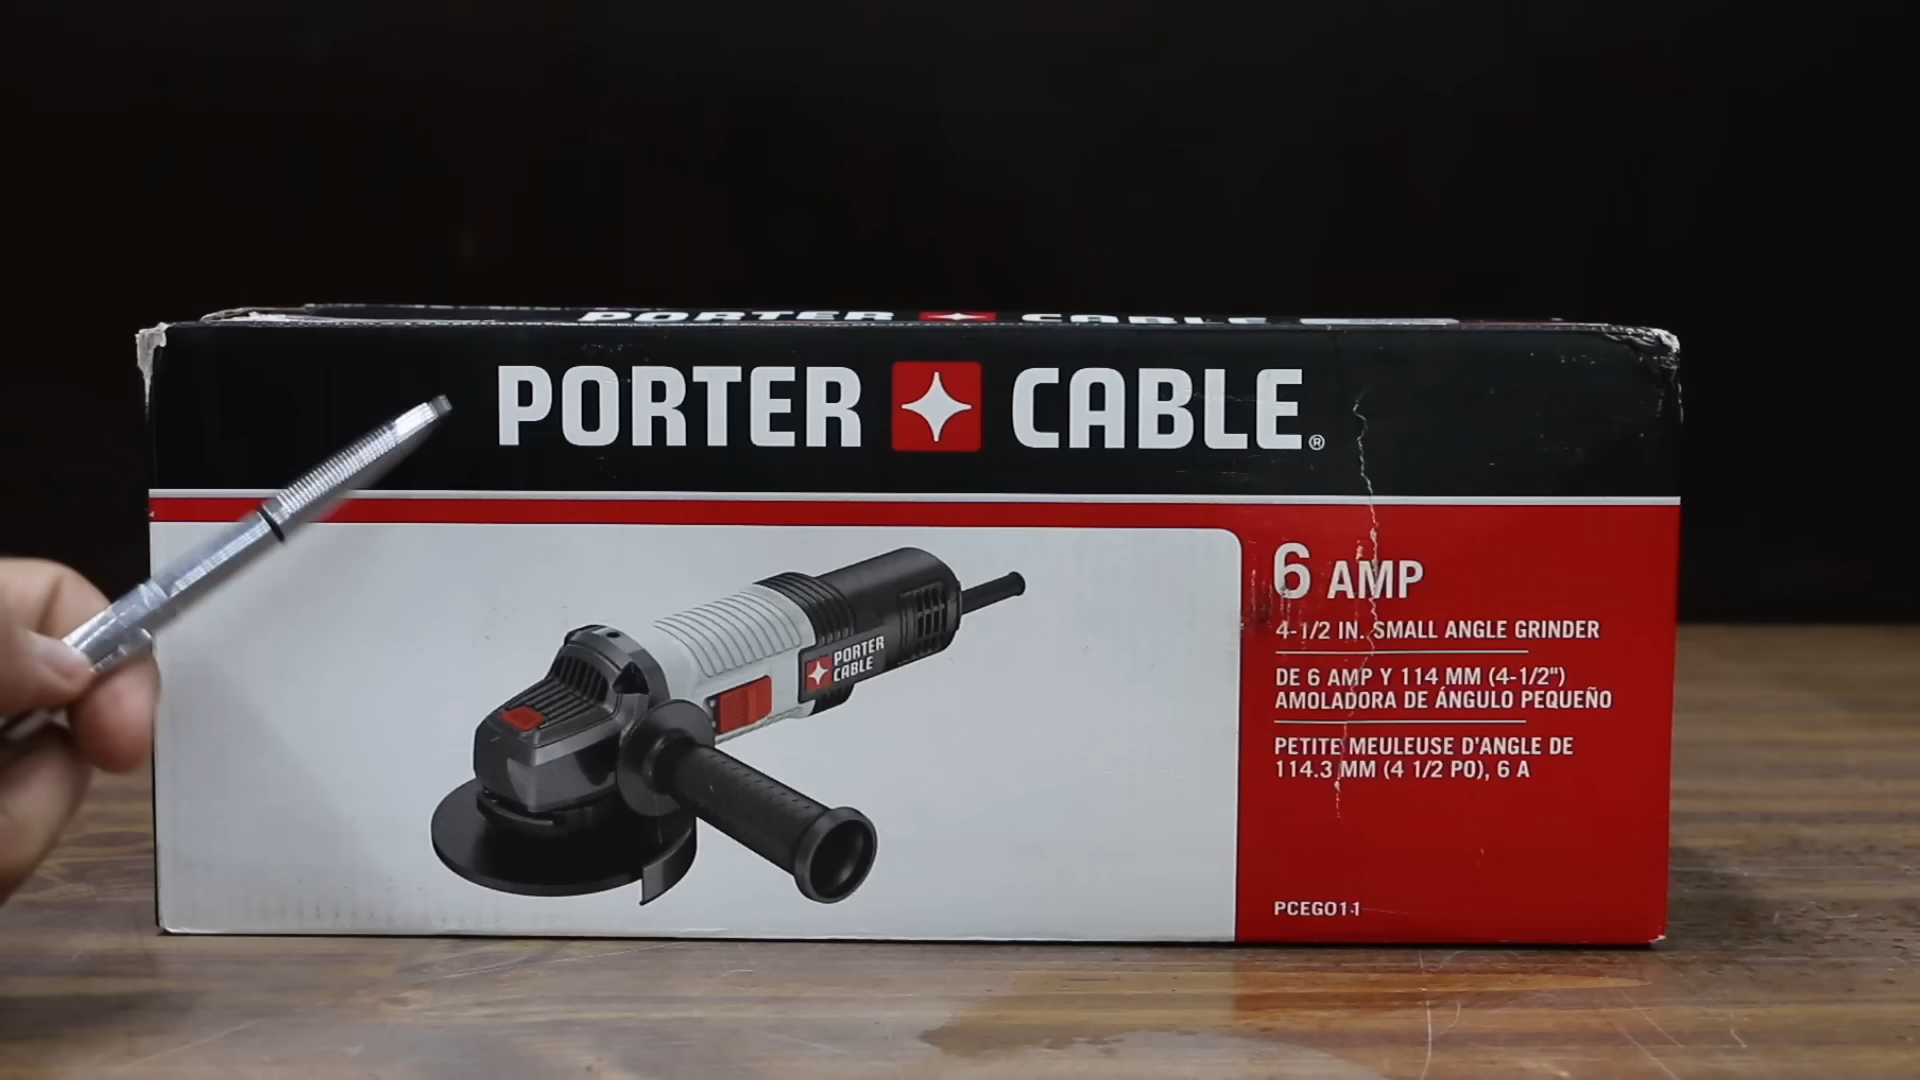 PORTER CABLE
PORTER CABLE®
6 AMP
4-1/2 IN. SMALL ANGLE GRINDER
DE 6 AMP Y 114 MM (4-1/2")
AMOLADORA DE ÁNGULO PEQUEÑO
PETITE MEULEUSE D'ANGLE DE
114.3 MM (4 1/2 PO), 6 A
PORTER
CABLE
PCEG011